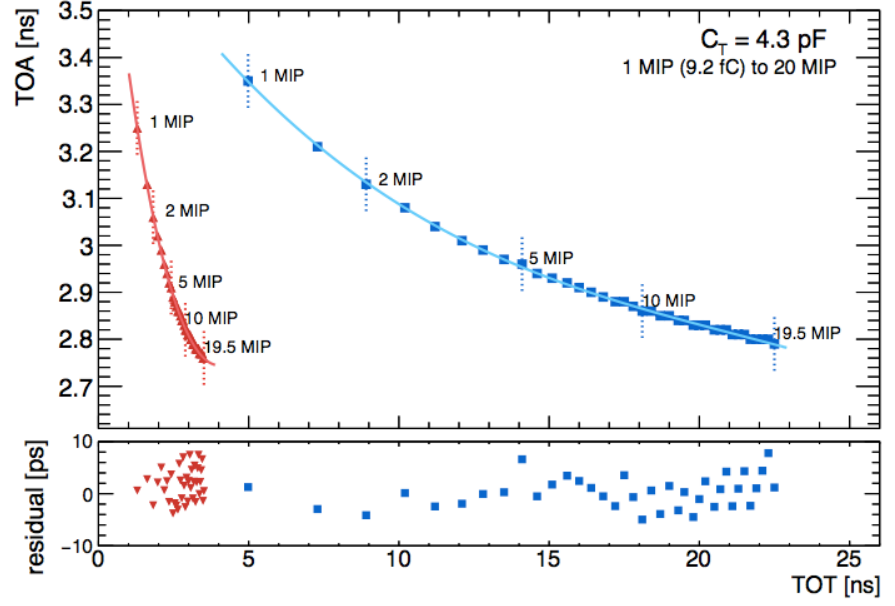 TOA [ns]
3.5
3.4
3.3
3.2
3.1
3
2.9
2.8
2.7
C_T = 4.3 pF
1 MIP (9.2 fC) to 20 MIP
1 MIP
2 MIP
5 MIP
10 MIP
19.5 MIP
1 MIP
2 MIP
5 MIP
10 MIP
19.5 MIP
residual [ps]
10
0
−10
0
5
10
15
20
25
TOT [ns]